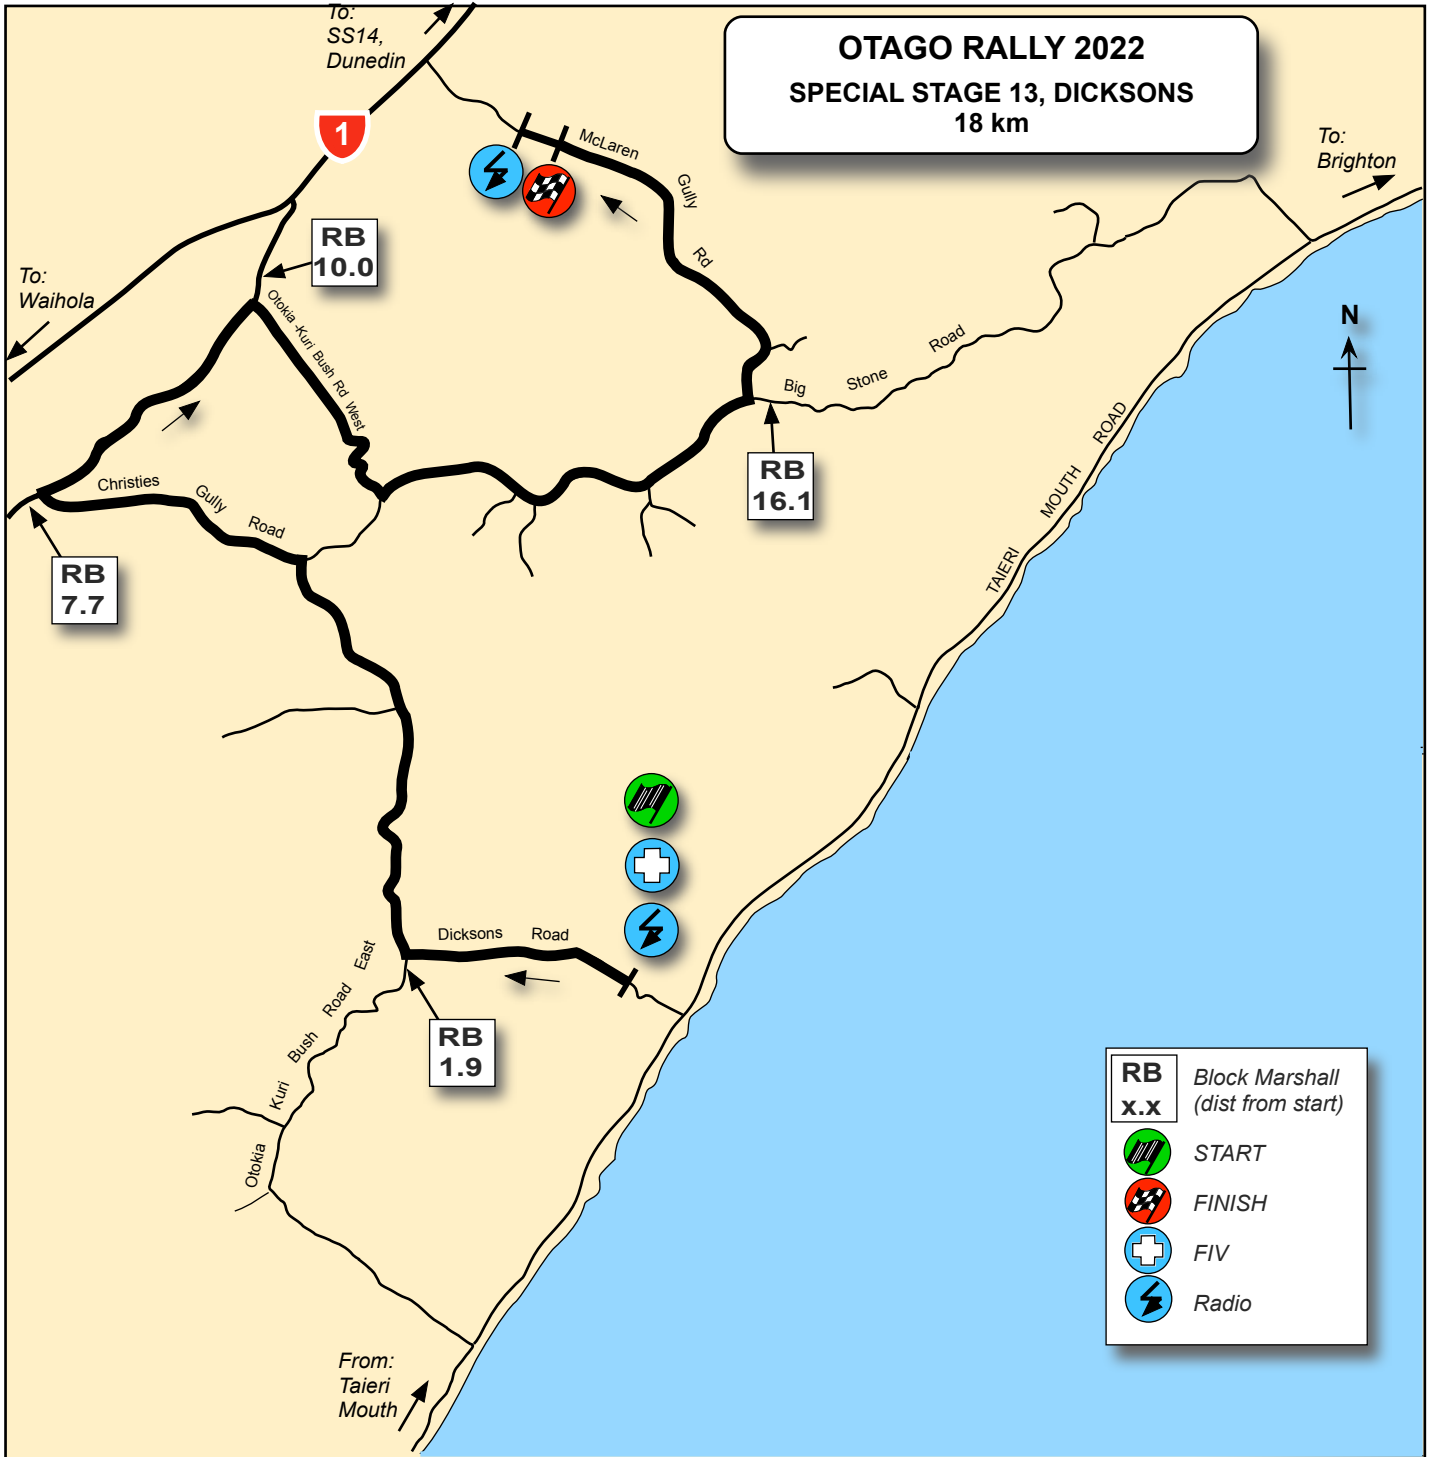 To:
SS14,
Dunedin
OTAGO RALLY 2022
SPECIAL STAGE 13, DICKSONS
18 km
1
McLaren
Gully
Rd
To:
Brighton
RB
10.0
To:
Waihola
Otokia -Kuri Bush Rd West
Big
Stone
Road
N
RB
16.1
Christies
Gully
Road
RB
7.7
TAIERI
MOUTH
ROAD
Dicksons
Road
Otokia
Kuri
Bush
Road
East
RB
1.9
RB
x.x
Block Marshall
(dist from start)
START
FINISH
FIV
Radio
From:
Taieri
Mouth